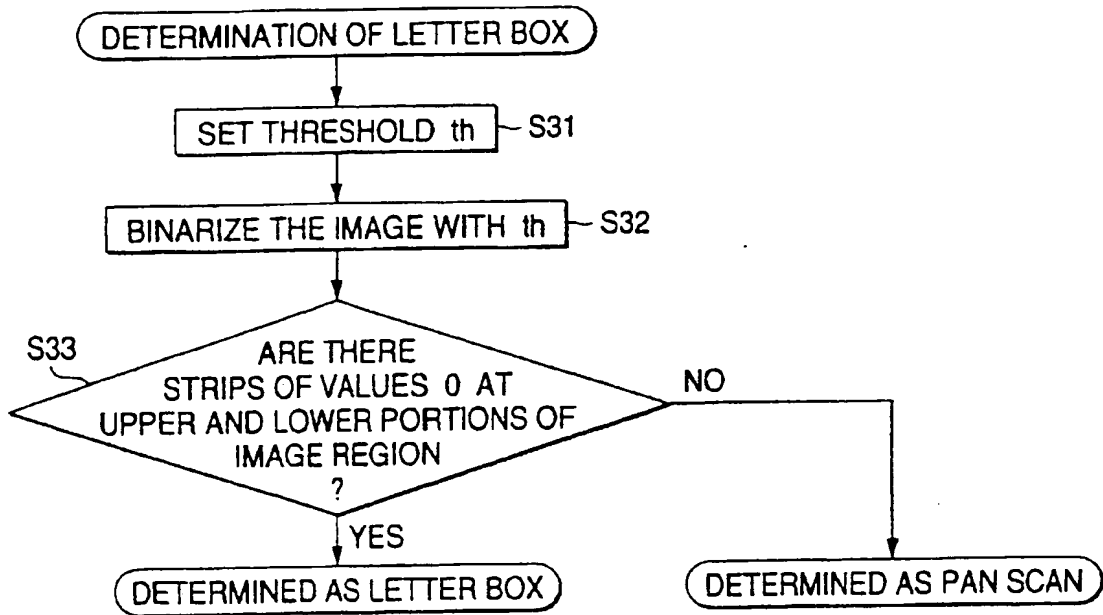 DETERMINATION OF LETTER BOX
SET THRESHOLD th
S31
BINARIZE THE IMAGE WITH th
S32
S33
ARE THERE
STRIPS OF VALUES 0 AT
UPPER AND LOWER PORTIONS OF
IMAGE REGION
?
NO
YES
DETERMINED AS LETTER BOX
DETERMINED AS PAN SCAN